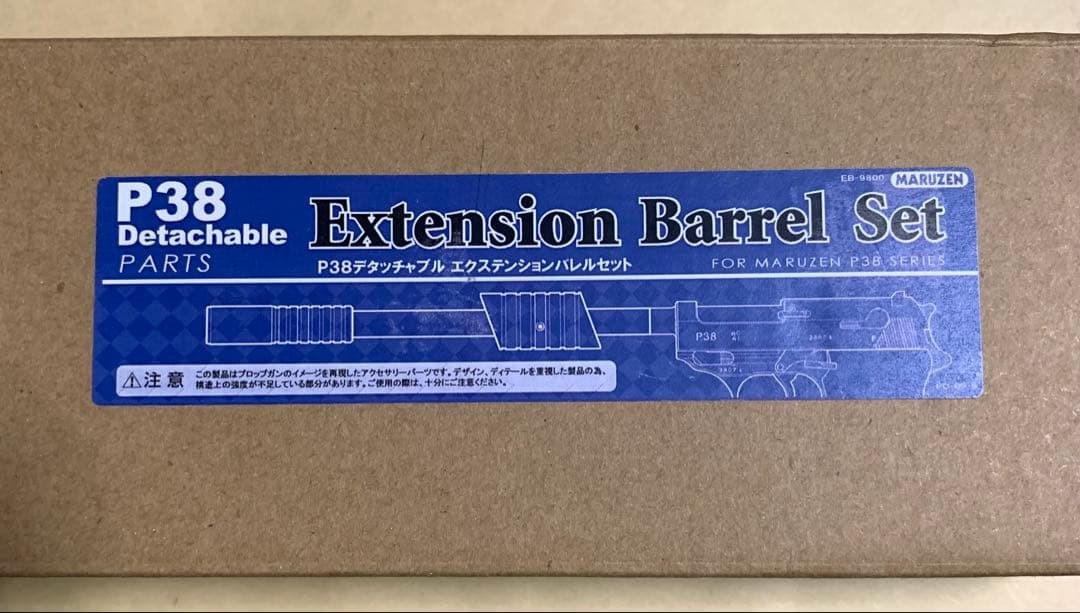 EB-9800 MARUZEN
P38 Extension Barrel Set
Detachable
PARTS P38デタッチャブル エクステンションバレルセット FOR MARUZEN P38 SERIES
P38
⚠注意 この製品はプロップガンのイメージを再現したアクセサリーパーツです。デザイン、ディテールを重視した製品の為、
構造上の強度が不足している部分があります。ご使用の際は、十分にご注意ください。